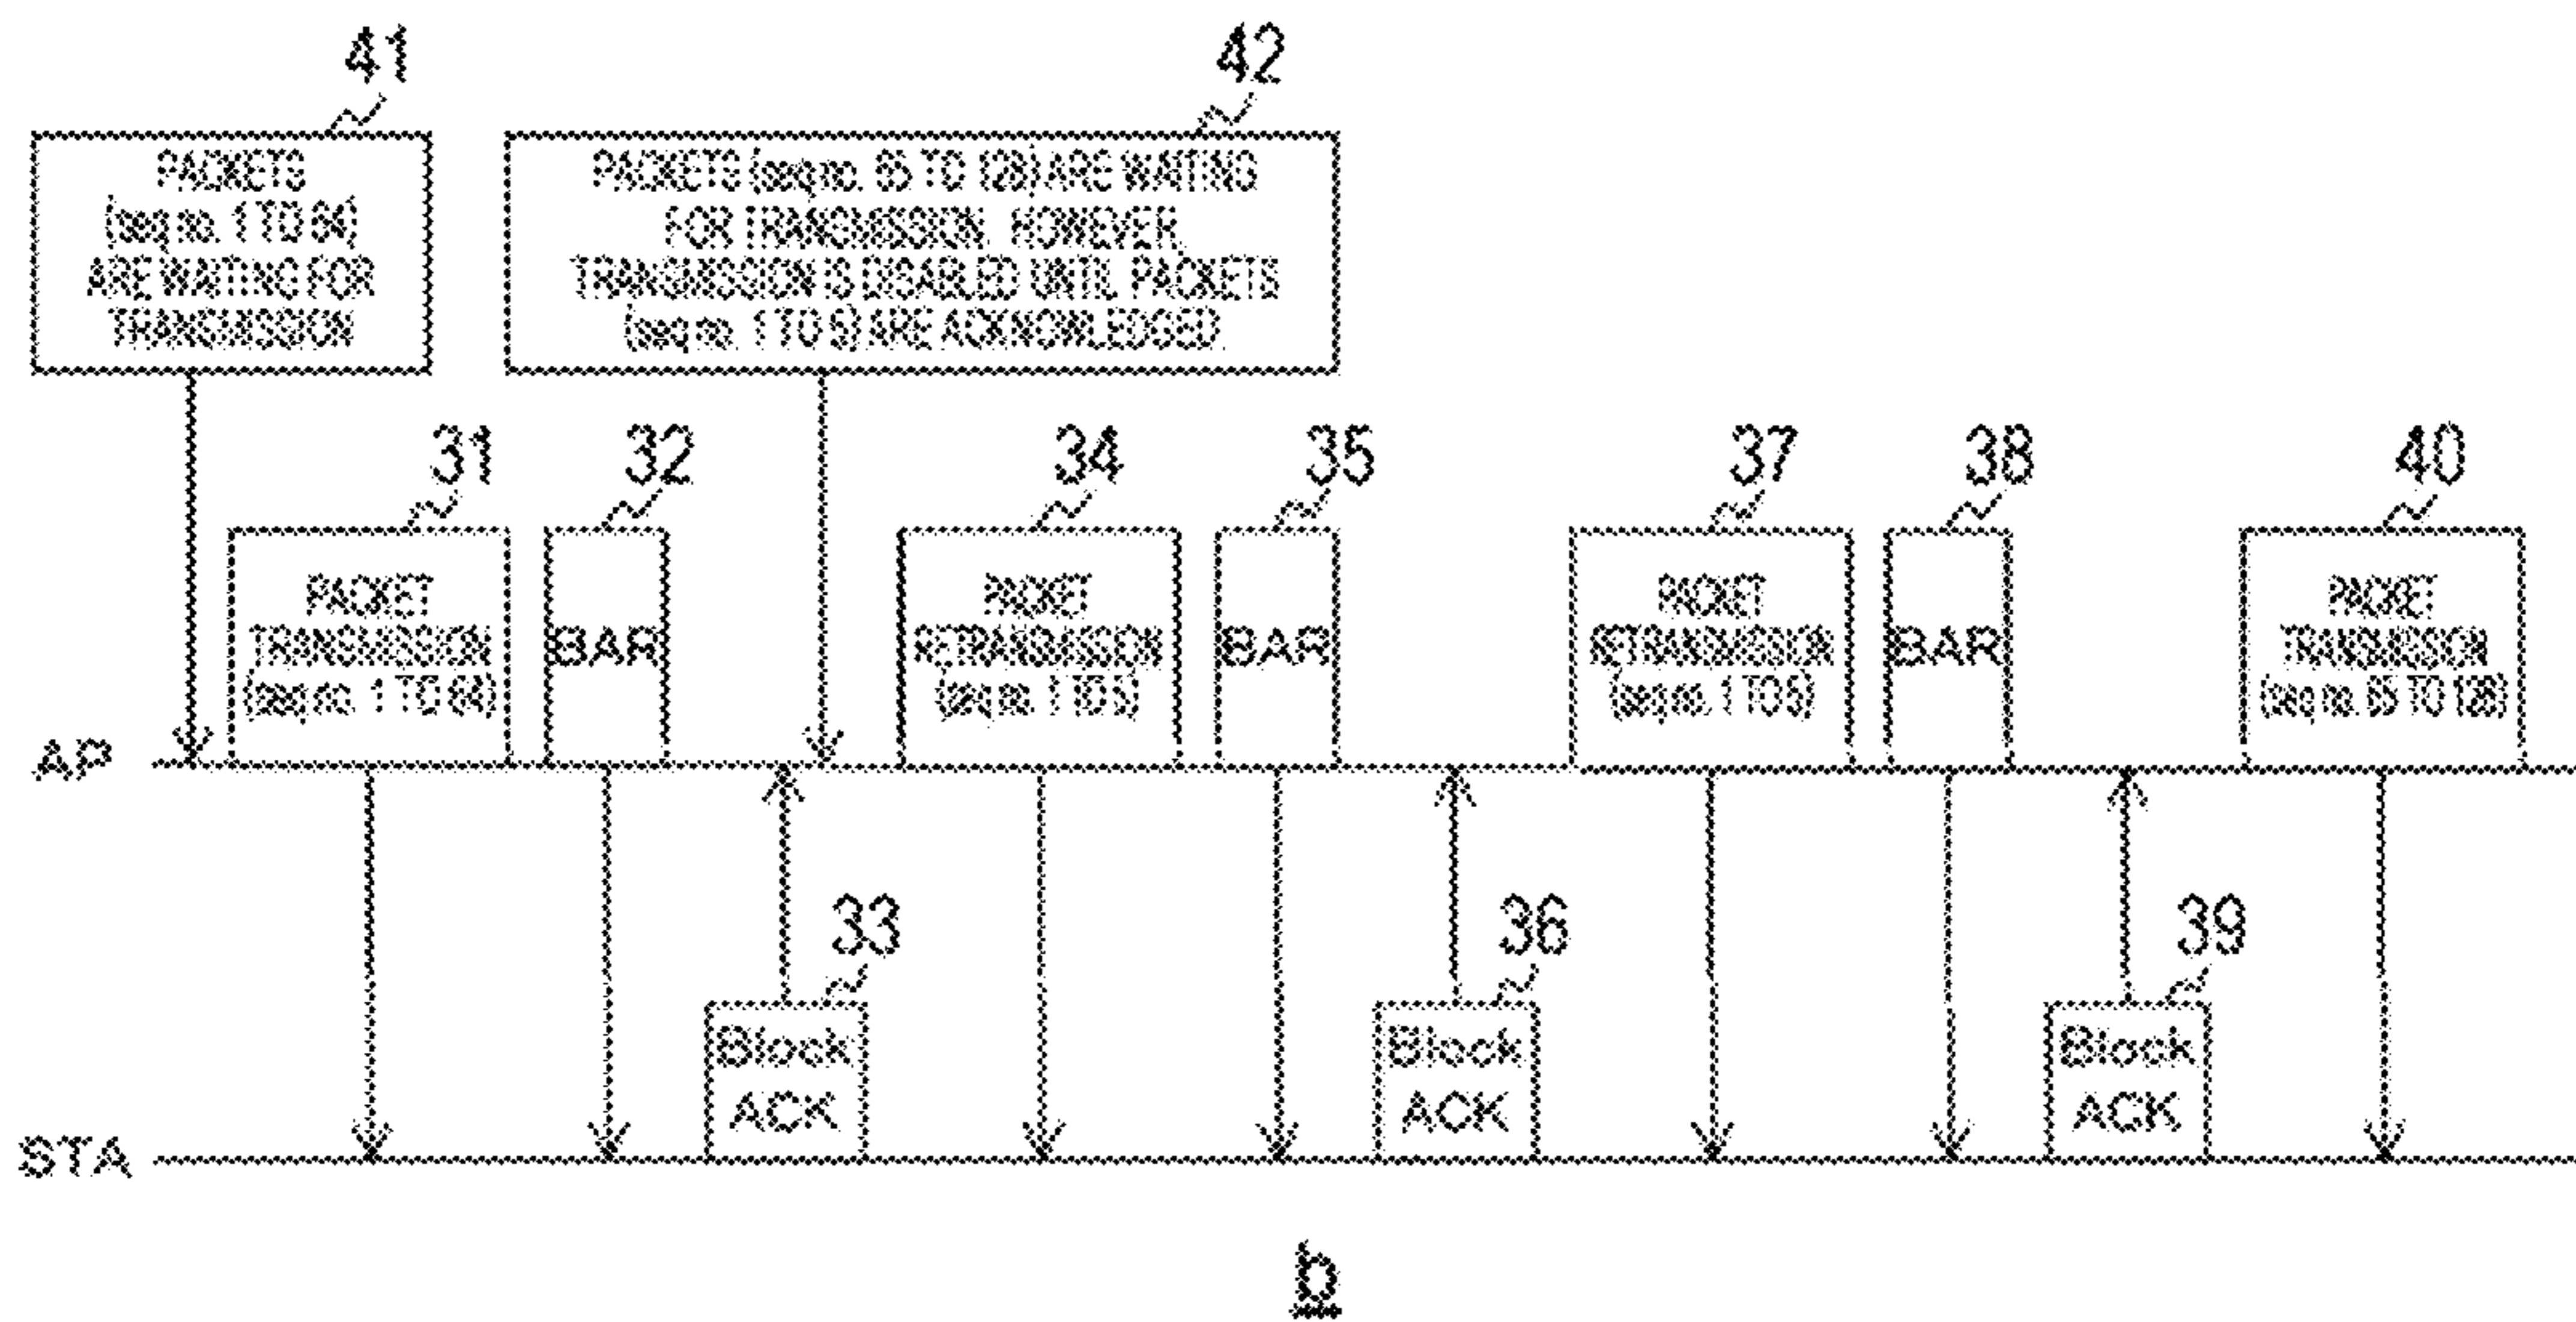 41
42
PACKETS
(seq no. 1 TO 64)
ARE WAITING FOR
TRANSMISSION
PACKETS (seq no. 65 TO 128) ARE WAITING
FOR TRANSMISSION. HOWEVER,
TRANSMISSION IS DISABLED UNTIL PACKETS
(seq no. 1 TO 5) ARE ACKNOWLEDGED.
31
32
34
35
37
38
40
PACKET
TRANSMISSION
(seq no. 1 TO 64)
BAR
PACKET
RETRANSMISSION
(seq no. 1 TO 5)
BAR
PACKET
RETRANSMISSION
(seq no. 1 TO 5)
BAR
PACKET
TRANSMISSION
(seq no. 65 TO 128)
AP
33
36
39
Block
ACK
Block
ACK
Block
ACK
STA
b